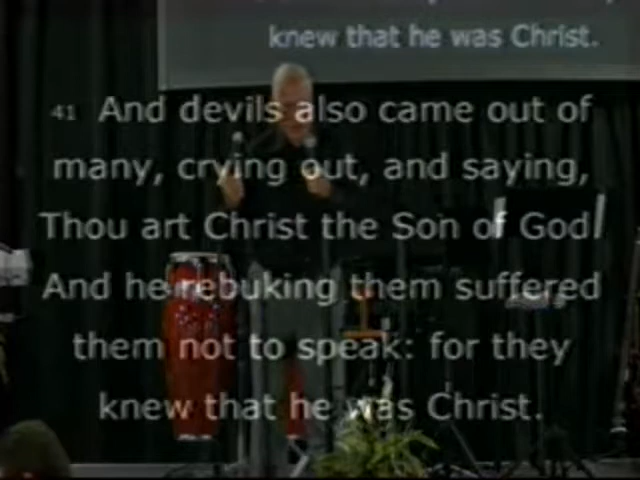 knew that he was Christ.
41 And devils also came out of
many, crying out, and saying,
Thou art Christ the Son of God
And he rebuking them suffered
them not to speak: for they
knew that he was Christ.